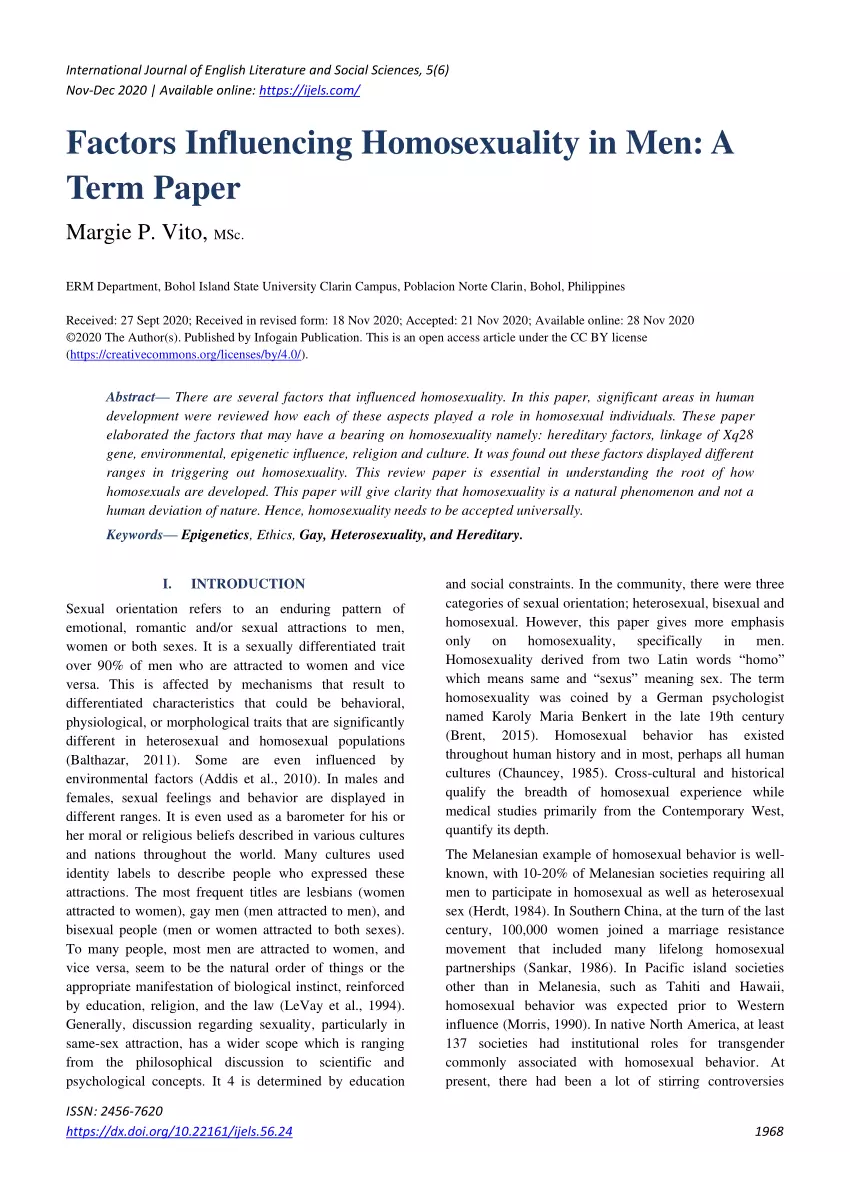 International Journal of English Literature and Social Sciences, 5(6)
Nov-Dec 2020 | Available online: https://ijels.com/
Factors Influencing Homosexuality in Men: A
Term Paper
Margie P. Vito, MSc.
ERM Department, Bohol Island State University Clarin Campus, Poblacion Norte Clarin, Bohol, Philippines
Received: 27 Sept 2020; Received in revised form: 18 Nov 2020; Accepted: 21 Nov 2020; Available online: 28 Nov 2020
©2020 The Author(s). Published by Infogain Publication. This is an open access article under the CC BY license
(https://creativecommons.org/licenses/by/4.0/).
Abstract— There are several factors that influenced homosexuality. In this paper, significant areas in human
development were reviewed how each of these aspects played a role in homosexual individuals. These paper
elaborated the factors that may have a bearing on homosexuality namely: hereditary factors, linkage of Xq28
gene, environmental, epigenetic influence, religion and culture. It was found out these factors displayed different
ranges in triggering out homosexuality. This review paper is essential in understanding the root of how
homosexuals are developed. This paper will give clarity that homosexuality is a natural phenomenon and not a
human deviation of nature. Hence, homosexuality needs to be accepted universally.
Keywords— Epigenetics, Ethics, Gay, Heterosexuality, and Hereditary.
I. INTRODUCTION
Sexual orientation refers to an enduring pattern of
emotional, romantic and/or sexual attractions to men,
women or both sexes. It is a sexually differentiated trait
over 90% of men who are attracted to women and vice
versa. This is affected by mechanisms that result to
differentiated characteristics that could be behavioral,
physiological, or morphological traits that are significantly
different in heterosexual and homosexual populations
(Balthazar, 2011). Some are even influenced by
environmental factors (Addis et al., 2010). In males and
females, sexual feelings and behavior are displayed in
different ranges. It is even used as a barometer for his or
her moral or religious beliefs described in various cultures
and nations throughout the world. Many cultures used
identity labels to describe people who expressed these
attractions. The most frequent titles are lesbians (women
attracted to women), gay men (men attracted to men), and
bisexual people (men or women attracted to both sexes).
To many people, most men are attracted to women, and
vice versa, seem to be the natural order of things or the
appropriate manifestation of biological instinct, reinforced
by education, religion, and the law (LeVay et al., 1994).
Generally, discussion regarding sexuality, particularly in
same-sex attraction, has a wider scope which is ranging
from the philosophical discussion to scientific and
psychological concepts. It 4 is determined by education
and social constraints. In the community, there were three
categories of sexual orientation; heterosexual, bisexual and
homosexual. However, this paper gives more emphasis
only on homosexuality, specifically in men.
Homosexuality derived from two Latin words “homo”
which means same and “sexus” meaning sex. The term
homosexuality was coined by a German psychologist
named Karoly Maria Benkert in the late 19th century
(Brent, 2015). Homosexual behavior has existed
throughout human history and in most, perhaps all human
cultures (Chauncey, 1985). Cross-cultural and historical
qualify the breadth of homosexual experience while
medical studies primarily from the Contemporary West,
quantify its depth.
The Melanesian example of homosexual behavior is well-
known, with 10-20% of Melanesian societies requiring all
men to participate in homosexual as well as heterosexual
sex (Herdt, 1984). In Southern China, at the turn of the last
century, 100,000 women joined a marriage resistance
movement that included many lifelong homosexual
partnerships (Sankar, 1986). In Pacific island societies
other than in Melanesia, such as Tahiti and Hawaii,
homosexual behavior was expected prior to Western
influence (Morris, 1990). In native North America, at least
137 societies had institutional roles for transgender
commonly associated with homosexual behavior. At
present, there had been a lot of stirring controversies
ISSN: 2456-7620
https://dx.doi.org/10.22161/ijels.56.24 1968